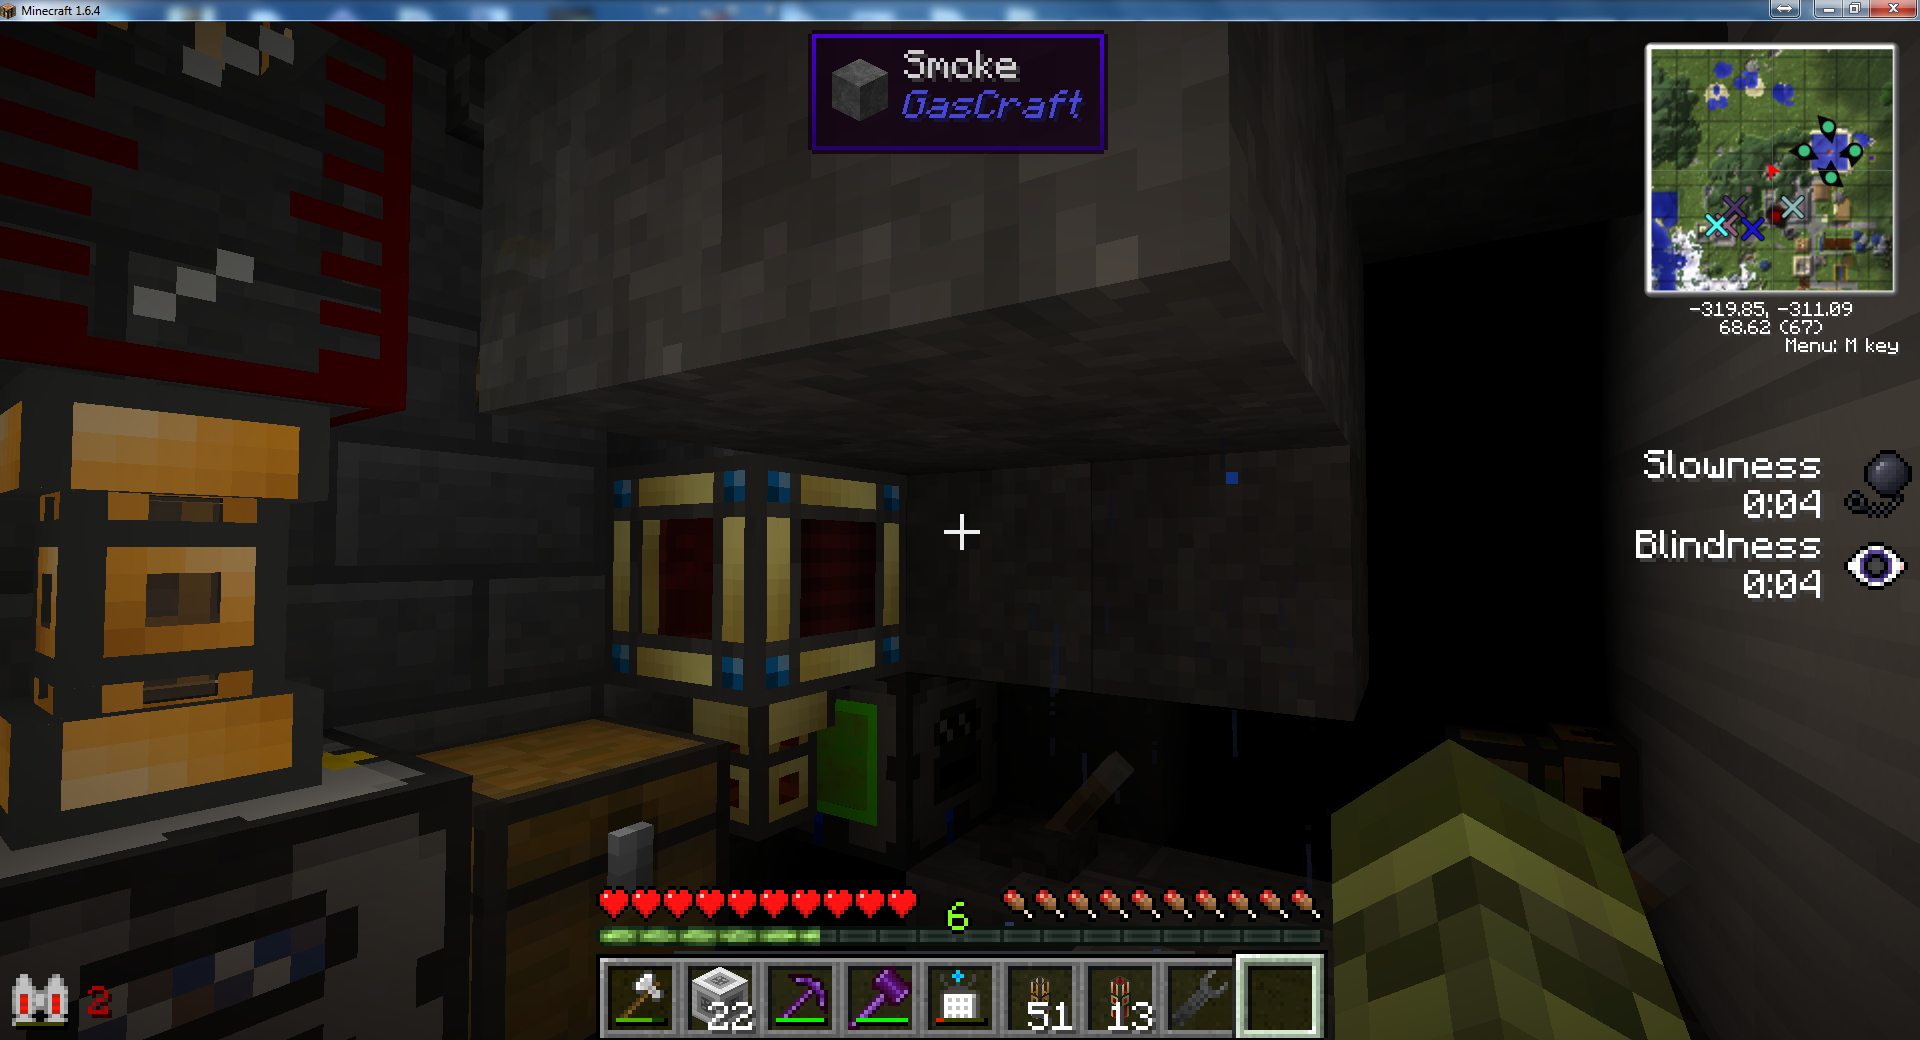 Minecraft 1.6.4
Smoke
GasCraft
-319.85, -311.09
68.62 (67)
Menu: M key
Slowness
0:04
Blindness
0:04
6
2
22
51
13